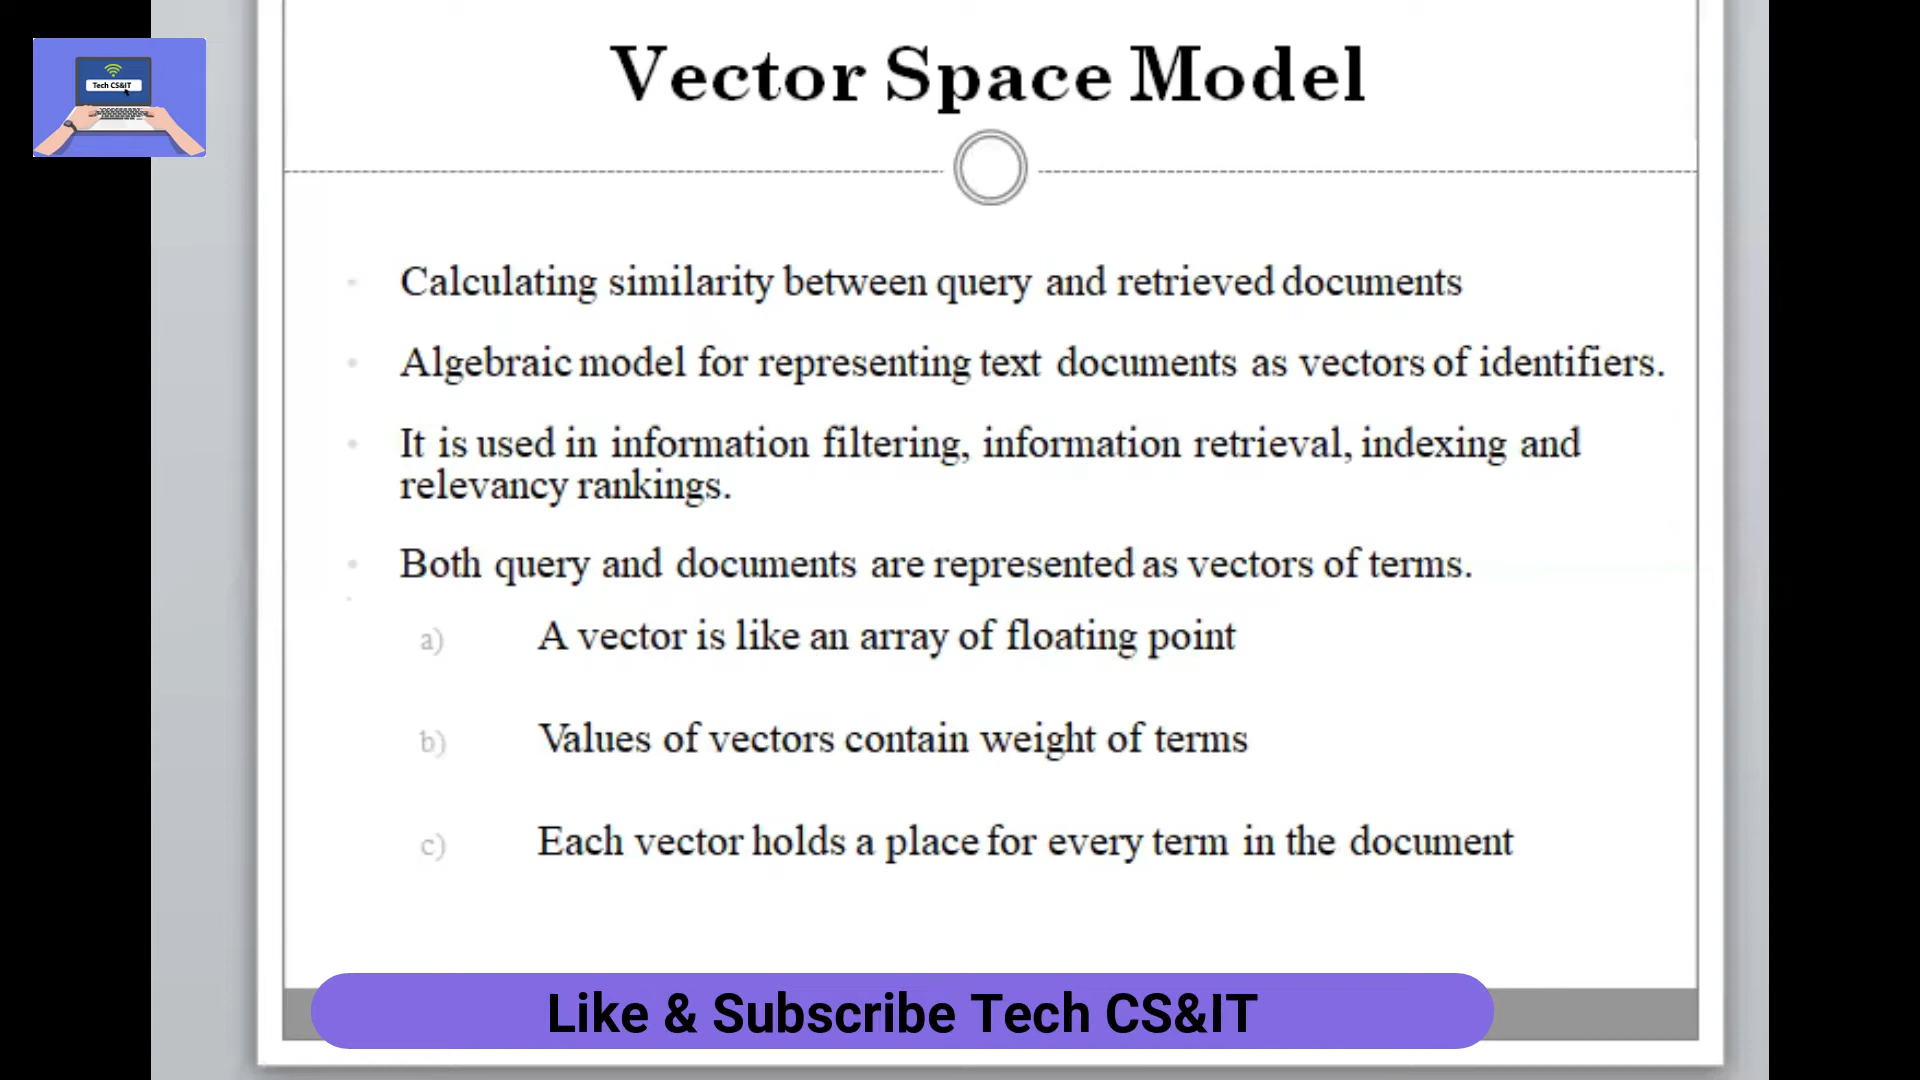 Vector Space Model
Tech CS&IT
Calculating similarity between query and retrieved documents
Algebraic model for representing text documents as vectors of identifiers.
It is used in information filtering, information retrieval, indexing and
relevancy rankings.
Both query and documents are represented as vectors of terms.
a) A vector is like an array of floating point
b) Values of vectors contain weight of terms
c) Each vector holds a place for every term in the document
Like & Subscribe Tech CS&IT